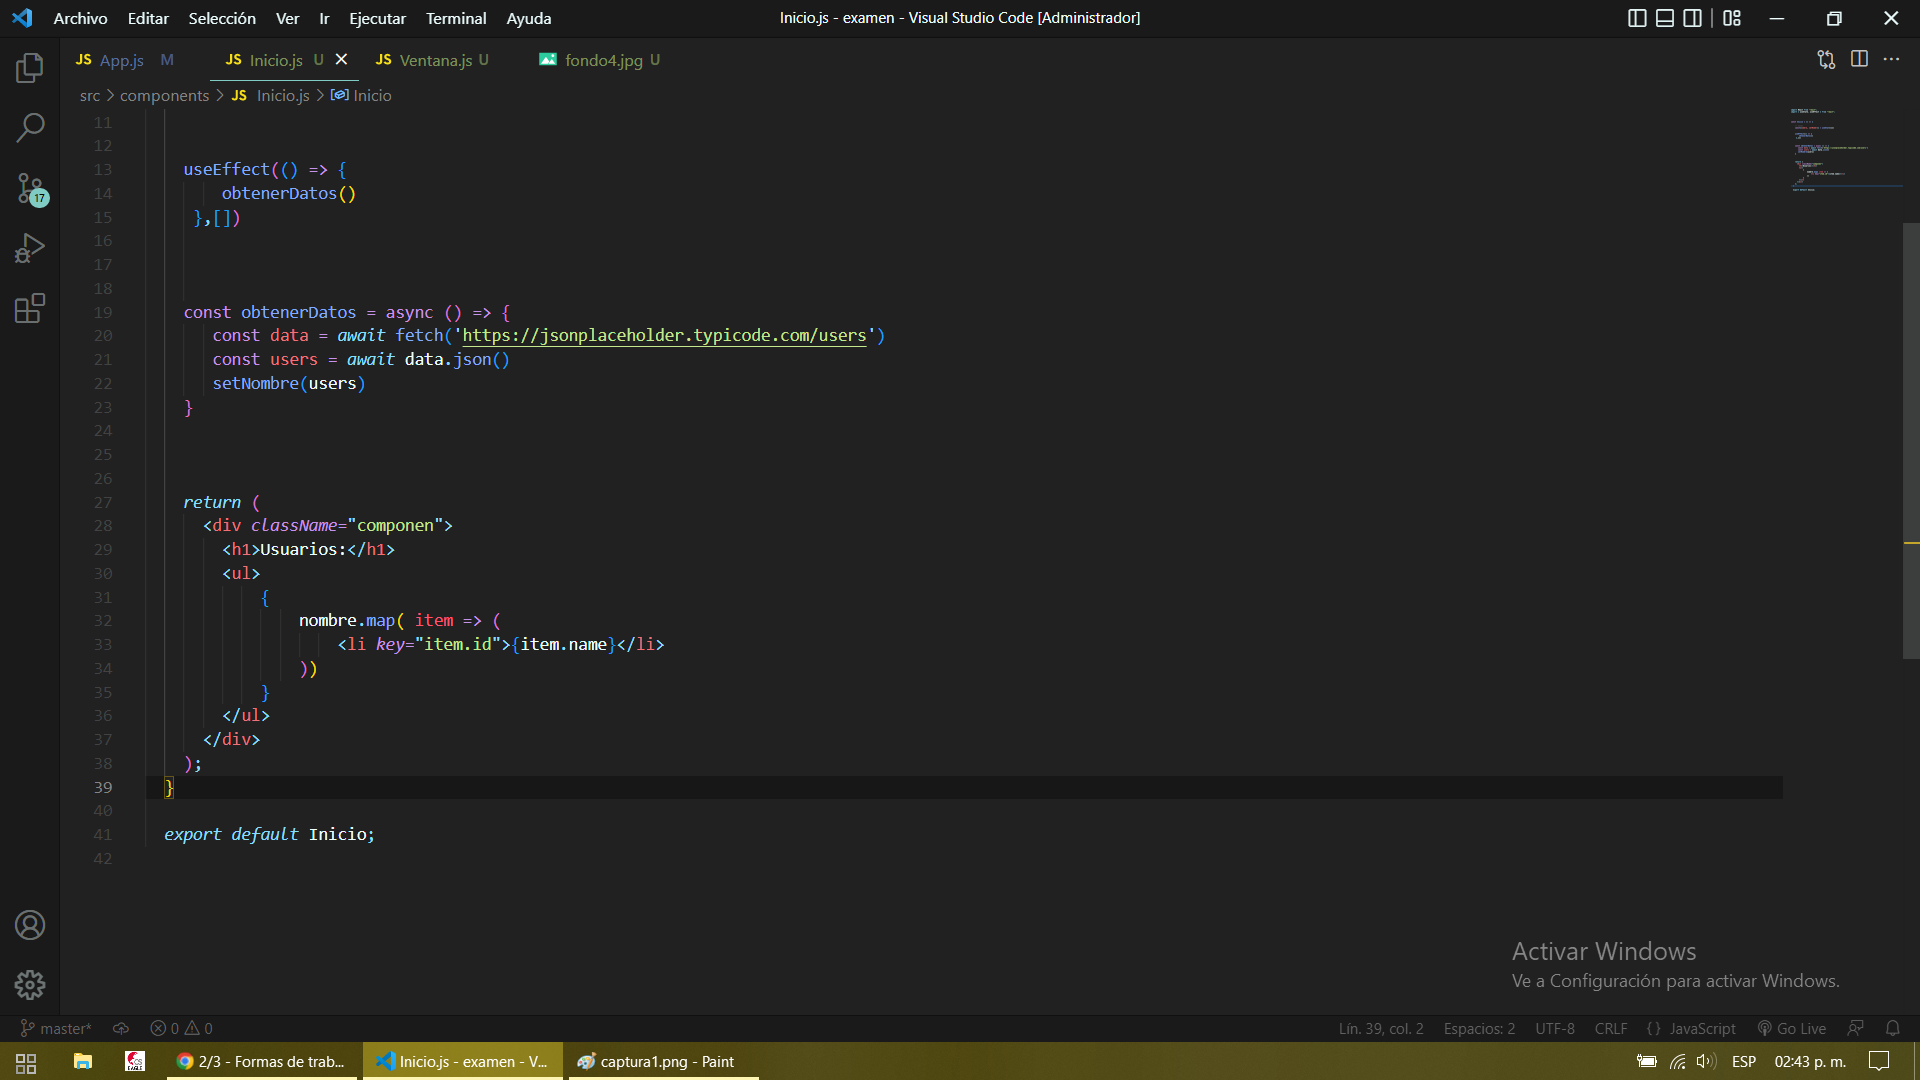 Archivo Editar Selección Ver Ir Ejecutar Terminal Ayuda
Inicio.js - examen - Visual Studio Code [Administrador]
JS App.js M
JS Inicio.js U
JS Ventana.js U
fondo4.jpg U
src > components > JS Inicio.js > Inicio
17
11
12
13 useEffect(() => {
14 obtenerDatos()
15 },[])
16
17
18
19 const obtenerDatos = async () => {
20 const data = await fetch('https://jsonplaceholder.typicode.com/users')
21 const users = await data.json()
22 setNombre(users)
23 }
24
25
26
27 return (
28 <div className="componen">
29 <h1>Usuarios:</h1>
30 <ul>
31 {
32 nombre.map( item => (
33 <li key="item.id">{item.name}</li>
34 ))
35 }
36 </ul>
37 </div>
38 );
39 }
40
41 export default Inicio;
42
Activar Windows
Ve a Configuración para activar Windows.
master* 0 0
Lín. 39, col. 2 Espacios: 2 UTF-8 CRLF { } JavaScript Go Live
2/3 - Formas de trab...
Inicio.js - examen - V...
captura1.png - Paint
ESP 02:43 p. m.